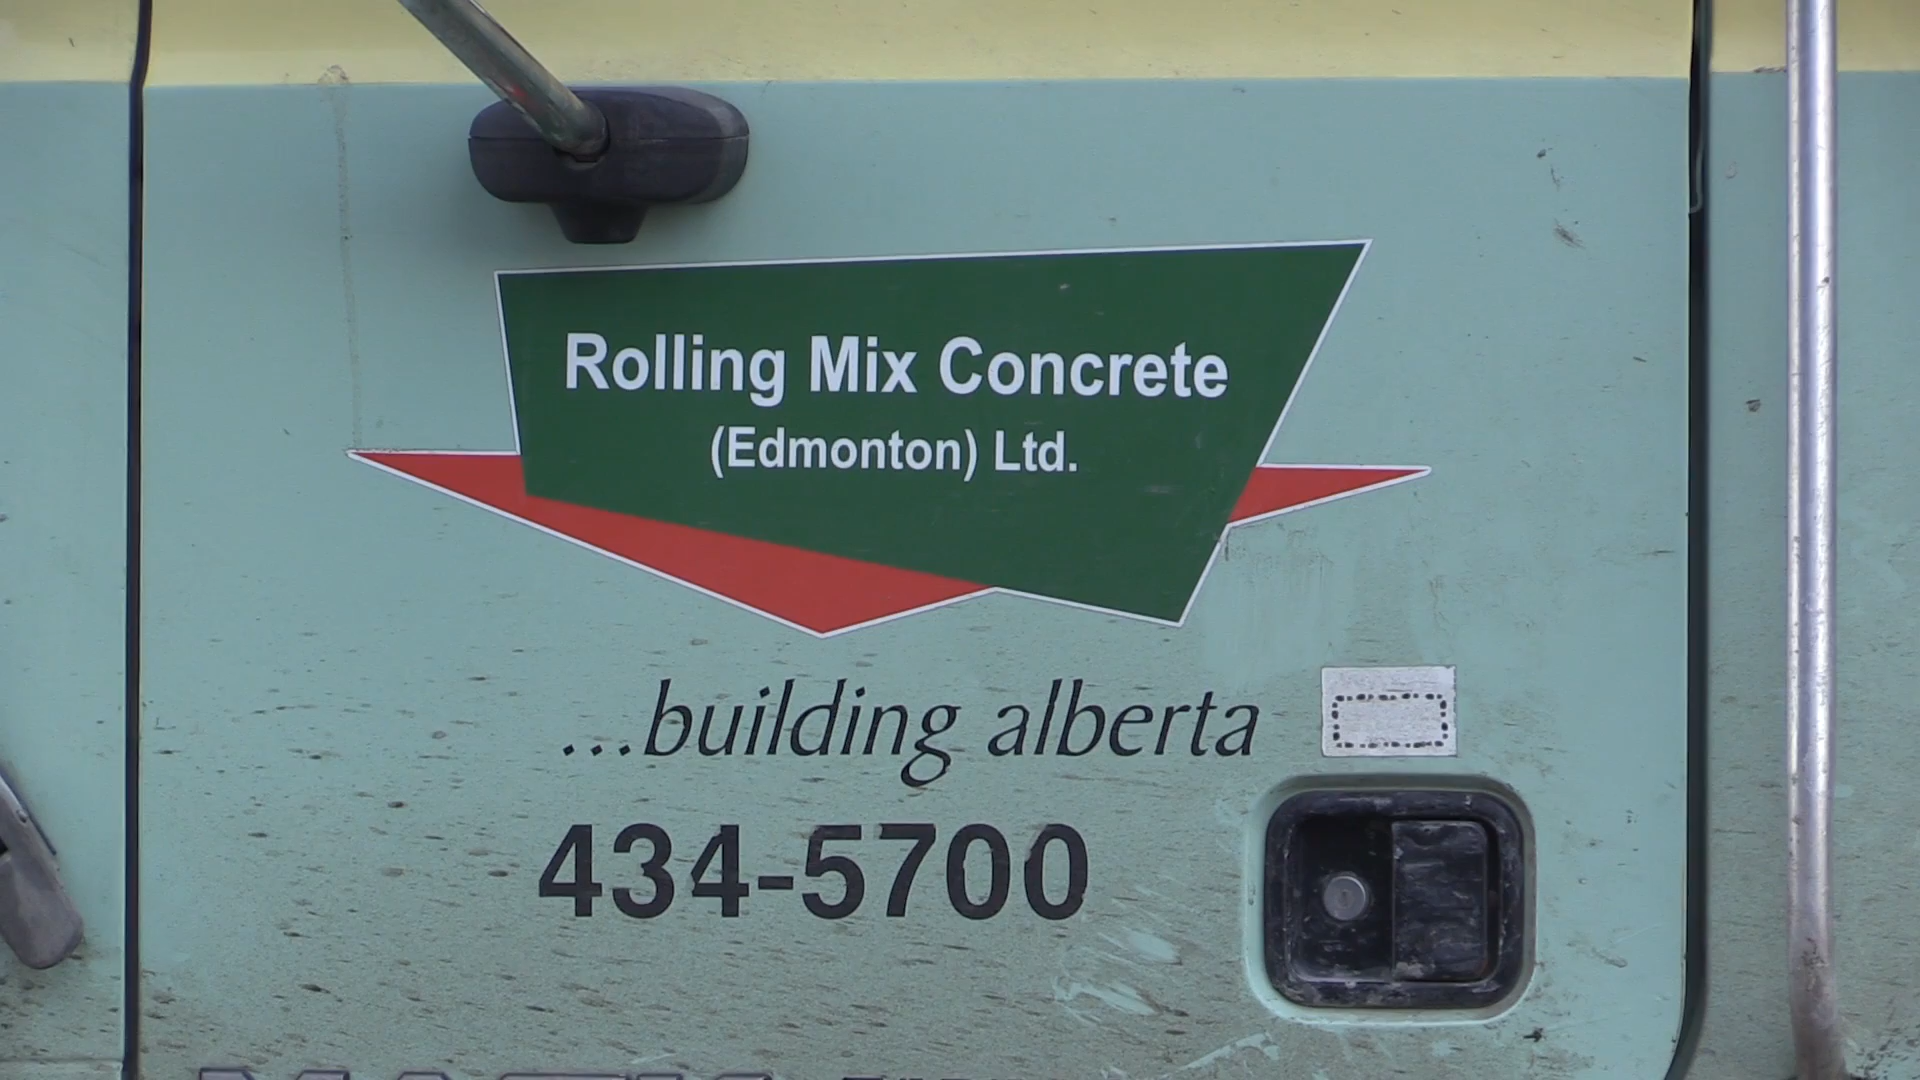 Rolling Mix Concrete
(Edmonton) Ltd.
...building alberta
434-5700